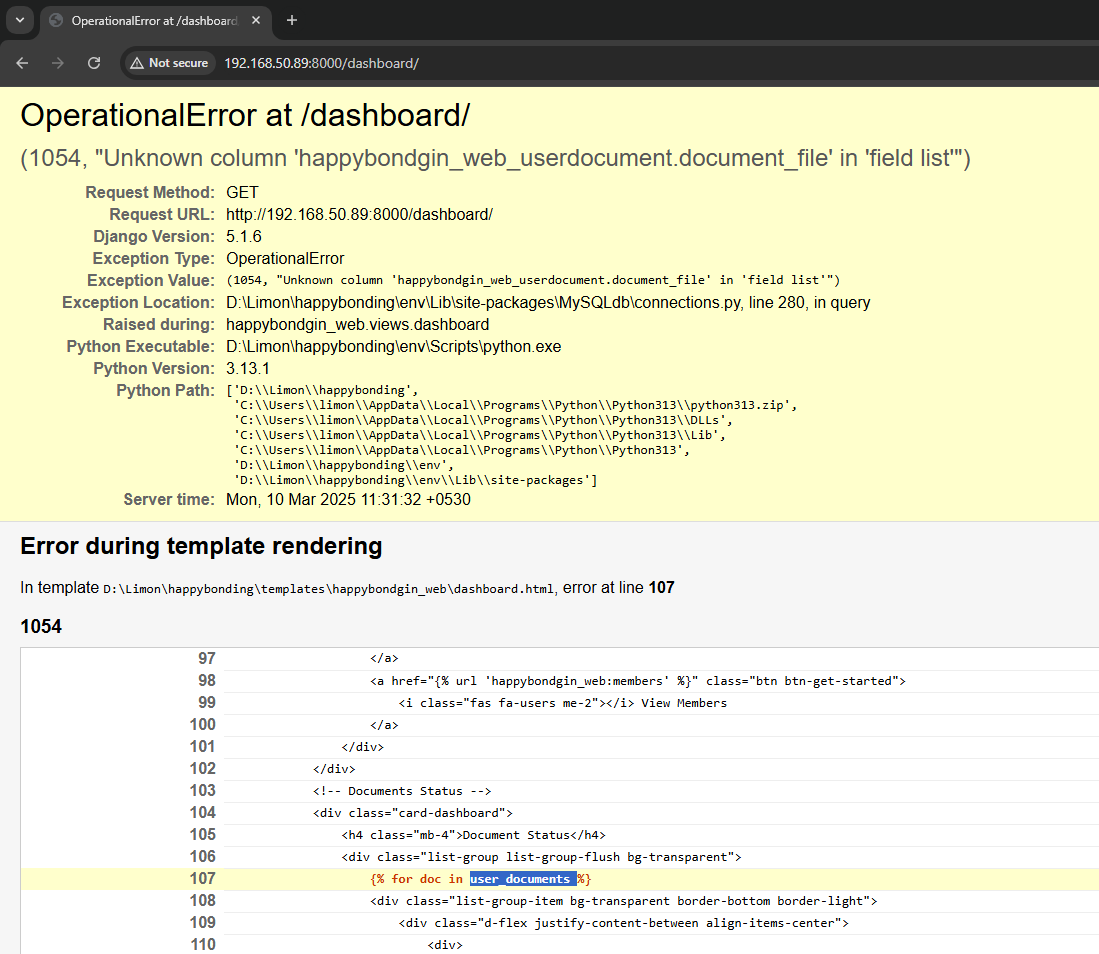 OperationalError at /dashboard
Not secure
192.168.50.89:8000/dashboard/
OperationalError at /dashboard/
(1054, "Unknown column 'happybondgin_web_userdocument.document_file' in 'field list'")
Request Method: GET
Request URL: http://192.168.50.89:8000/dashboard/
Django Version: 5.1.6
Exception Type: OperationalError
Exception Value: (1054, "Unknown column 'happybondgin_web_userdocument.document_file' in 'field list'")
Exception Location: D:\Limon\happybonding\env\Lib\site-packages\MySQLdb\connections.py, line 280, in query
Raised during: happybondgin_web.views.dashboard
Python Executable: D:\Limon\happybonding\env\Scripts\python.exe
Python Version: 3.13.1
Python Path: ['D:\\Limon\\happybonding',
'C:\\Users\\limon\\AppData\\Local\\Programs\\Python\\Python313\\python313.zip',
'C:\\Users\\limon\\AppData\\Local\\Programs\\Python\\Python313\\DLLs',
'C:\\Users\\limon\\AppData\\Local\\Programs\\Python\\Python313\\Lib',
'C:\\Users\\limon\\AppData\\Local\\Programs\\Python\\Python313',
'D:\\Limon\\happybonding\\env',
'D:\\Limon\\happybonding\\env\\Lib\\site-packages']
Server time: Mon, 10 Mar 2025 11:31:32 +0530
Error during template rendering
In template D:\Limon\happybonding\templates\happybondgin_web\dashboard.html, error at line 107
1054
97 </a>
98 <a href="{% url 'happybondgin_web:members' %}" class="btn btn-get-started">
99 <i class="fas fa-users me-2"></i> View Members
100 </a>
101 </div>
102 </div>
103 <!-- Documents Status -->
104 <div class="card-dashboard">
105 <h4 class="mb-4">Document Status</h4>
106 <div class="list-group list-group-flush bg-transparent">
107 {% for doc in user_documents %}
108 <div class="list-group-item bg-transparent border-bottom border-light">
109 <div class="d-flex justify-content-between align-items-center">
110 <div>